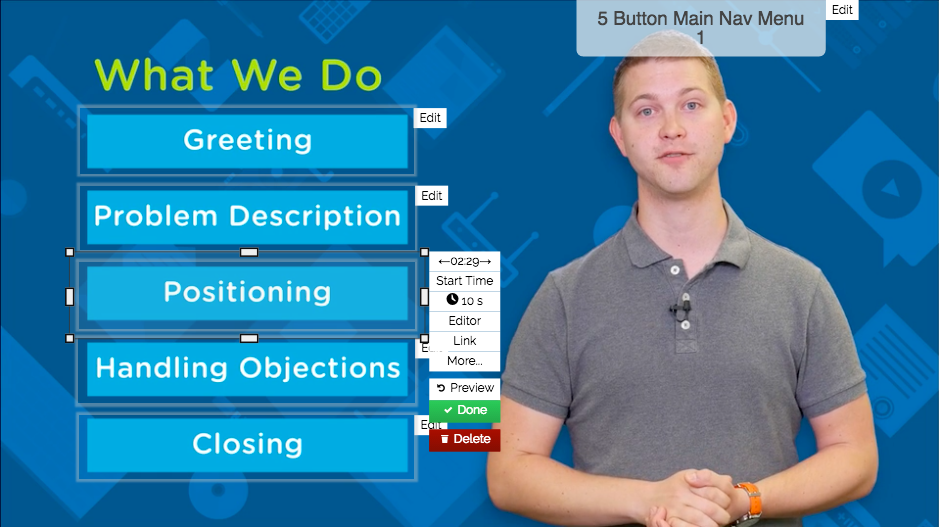 5 Button Main Nav Menu
1
Edit
What We Do
Greeting
Edit
Problem Description
Edit
Positioning
←02:29→
Start Time
10 s
Editor
Link
More...
Handling Objections
Preview
Done
Delete
Closing
Edit